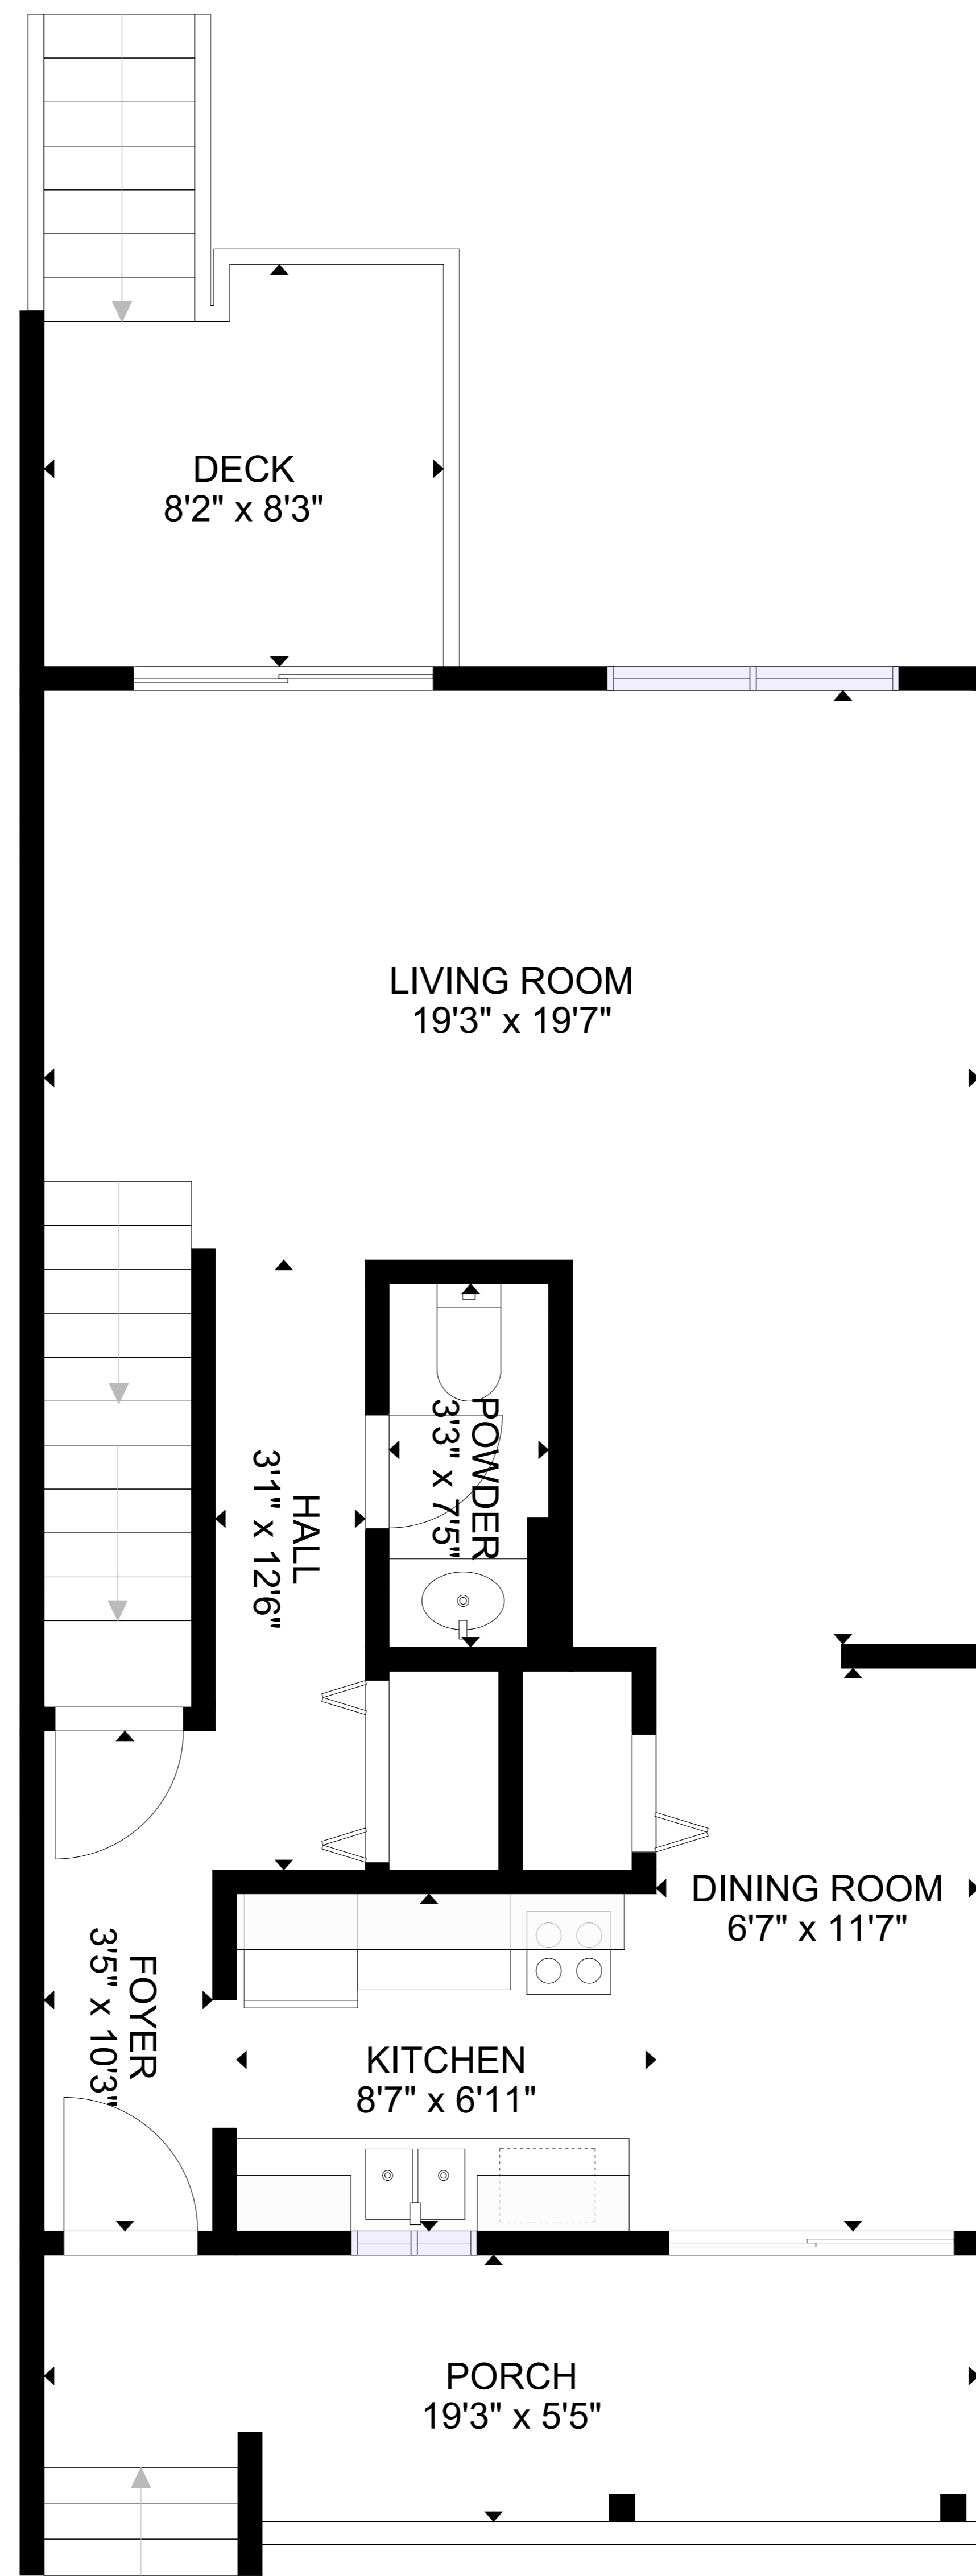 DECK
8'2" x 8'3"
LIVING ROOM
19'3" x 19'7"
POWDER
3'3" x 7'5"
HALL
3'1" x 12'6"
DINING ROOM
6'7" x 11'7"
FOYER
3'5" x 10'3"
KITCHEN
8'7" x 6'11"
PORCH
19'3" x 5'5"